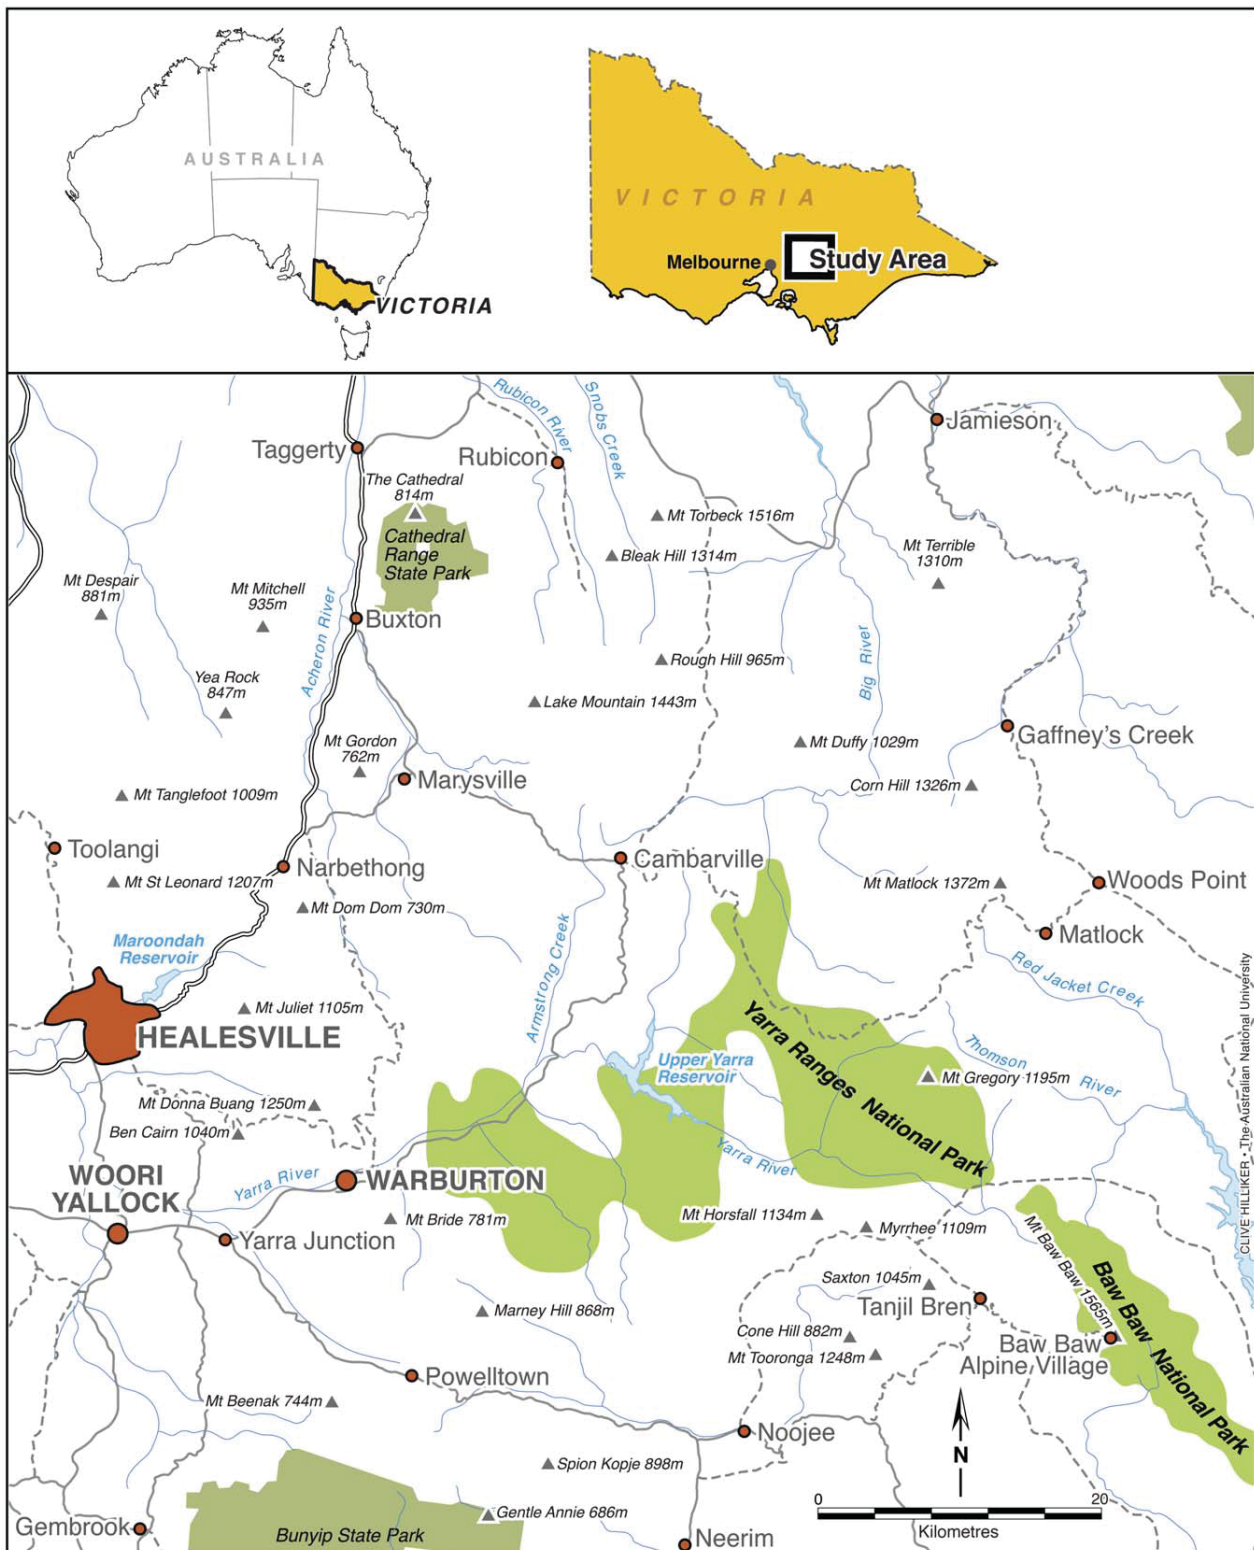 AUSTRALIA
VICTORIA
VICTORIA
Melbourne
Study Area
Rubicon River
Snobs Creek
Jamieson
Taggerty
Rubicon
The Cathedral
814m
Mt Torbeck 1516m
Cathedral
Range
State Park
Bleak Hill 1314m
Mt Terrible
1310m
Mt Despair
881m
Mt Mitchell
935m
Acheron River
Buxton
Big River
Rough Hill 965m
Yea Rock
847m
Lake Mountain 1443m
Mt Gordon
762m
Mt Duffy 1029m
Gaffney's Creek
Marysville
Corn Hill 1326m
Mt Tanglefoot 1009m
Toolangi
Narbethong
Cambarville
Mt St Leonard 1207m
Mt Matlock 1372m
Woods Point
Mt Dom Dom 730m
Matlock
Maroondah
Reservoir
Armstrong Creek
Red Jacket Creek
Mt Juliet 1105m
HEALESVILLE
Yarra Ranges National Park
Thomson River
Upper Yarra
Reservoir
Mt Gregory 1195m
Mt Donna Buang 1250m
Ben Cairn 1040m
Yarra River
WOORI
YALLOCK
Yarra River
WARBURTON
Mt Bride 781m
Mt Horsfall 1134m
Myrrhee 1109m
Yarra Junction
Mt Baw Baw 1565m
Baw Baw National Park
Saxton 1045m
Tanjil Bren
Marney Hill 868m
Cone Hill 882m
Mt Tooronga 1248m
Baw Baw
Alpine Village
Powelltown
Mt Beenak 744m
Noojee
N
Spion Kopje 898m
Gentle Annie 686m
0 20
Kilometres
Gembrook
Bunyip State Park
Neerim
CLIVE HILLIKER • The Australian National University